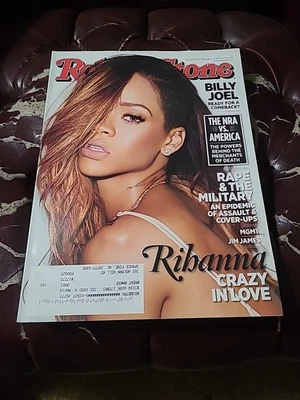 Rolling Stone
BILLY
JOEL
READY FOR A
COMEBACK?
THE NRA
VS.
AMERICA
THE POWERS
BEHIND THE
MERCHANTS
OF DEATH
RAPE
& THE
MILITARY
AN EPIDEMIC
OF ASSAULT &
COVER-UPS
MGMT
JIM JAMES
Rihanna
CRAZY
IN LOVE